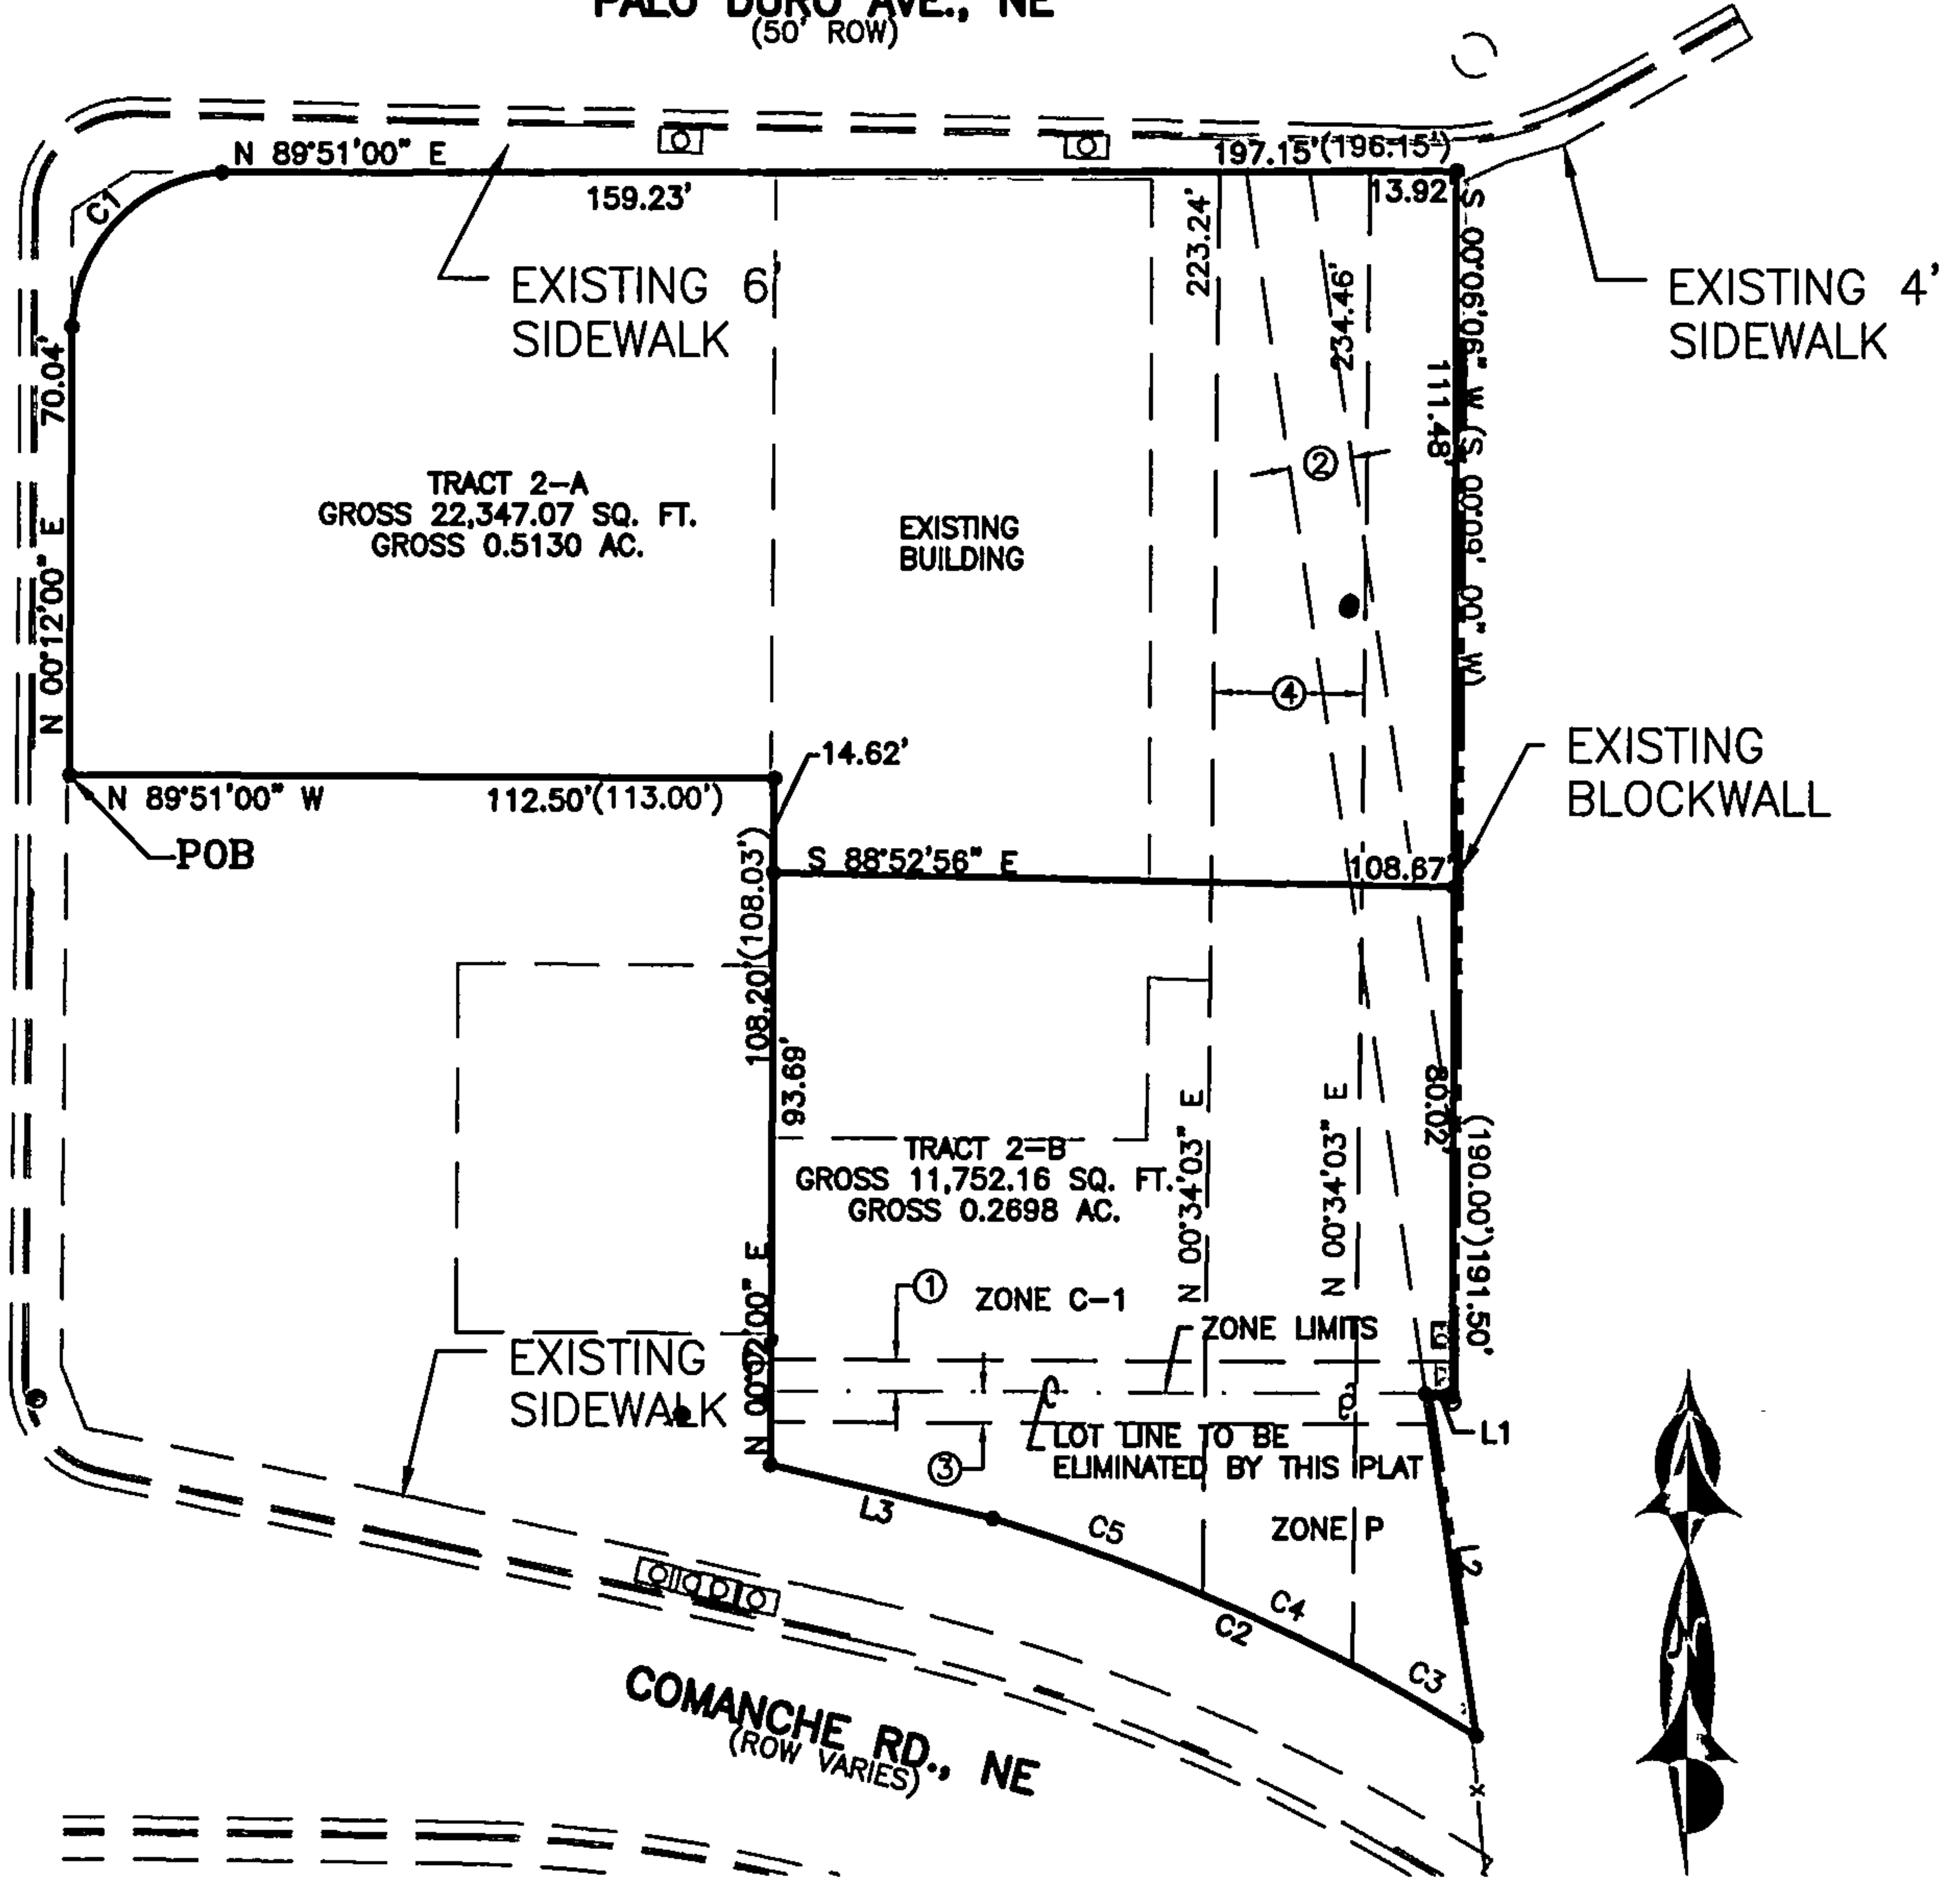 PALO DURO AVE., NE
(50' ROW)
N 89°51'00" E
197.15'(196.15')
159.23'
13.92'
C1
EXISTING 6'
SIDEWALK
EXISTING 4'
SIDEWALK
223.24'
234.46'
S 00°06'06" W (S 00°09' 00" W)
111.48'
70.04'
N 00°12'00" E
TRACT 2-A
GROSS 22,347.07 SQ. FT.
GROSS 0.5130 AC.
EXISTING
BUILDING
2
4
14.62'
EXISTING
BLOCKWALL
N 89°51'00" W
112.50'(113.00')
POB
S 88°52'56" E
108.67'
108.20'(108.03')
93.69'
80.02'
(190.00')191.50'
TRACT 2-B
GROSS 11,752.16 SQ. FT.
GROSS 0.2698 AC.
N 00°34'03" E
N 00°34'03" E
1
ZONE C-1
ZONE LIMITS
N 00°02'00" E
EXISTING
SIDEWALK
L1
LOT LINE TO BE
ELIMINATED BY THIS PLAT
3
L3
C5
ZONE P
L2
C4
C2
C3
COMANCHE RD., NE
(ROW VARIES)